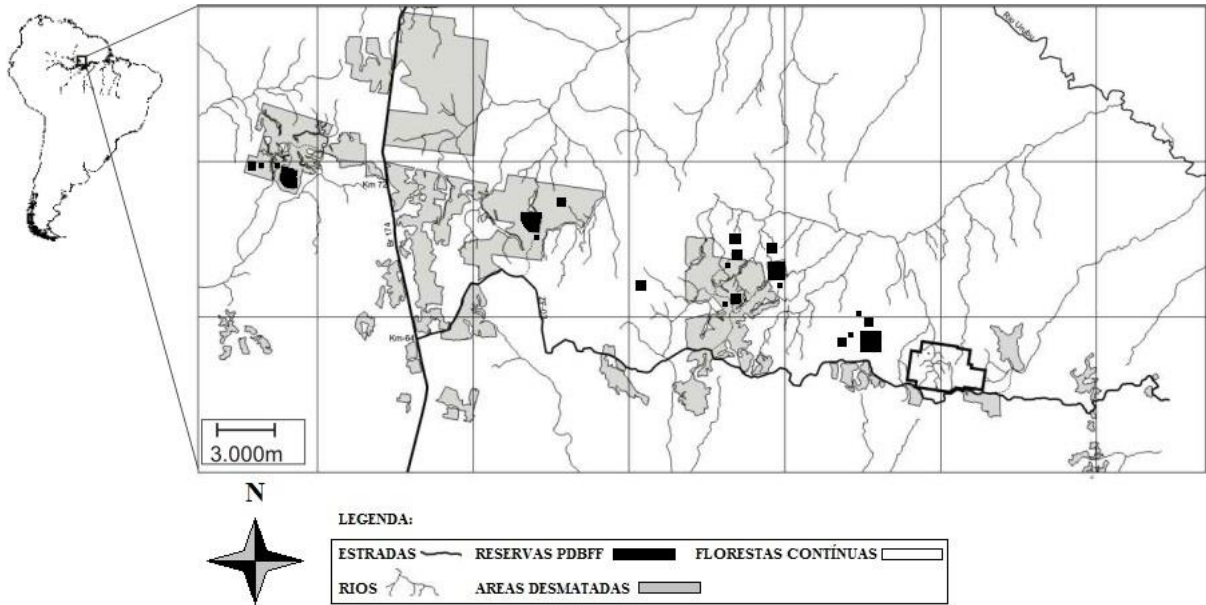 Rio Urubu
Km 72
Br 174
ZF 03
Km-64
3.000m
N
LEGENDA:
ESTRADAS
RESERVAS PDBFF
FLORESTAS CONTÍNUAS
RIOS
AREAS DESMATADAS